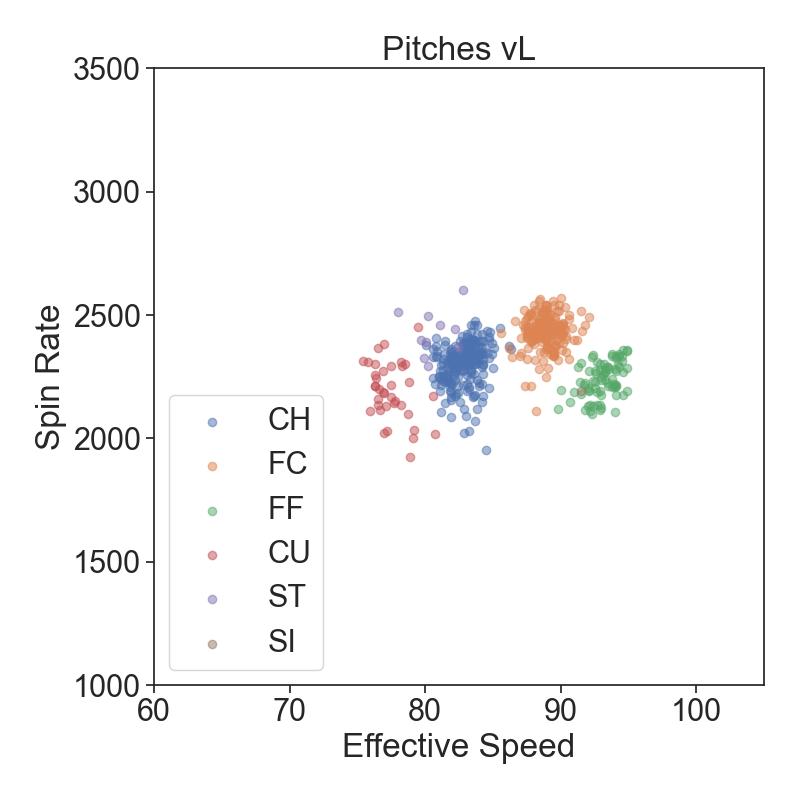 Pitches vL
3500
3000
2500
2000
1500
1000
Spin Rate
CH
FC
FF
CU
ST
SI
60 70 80 90 100
Effective Speed